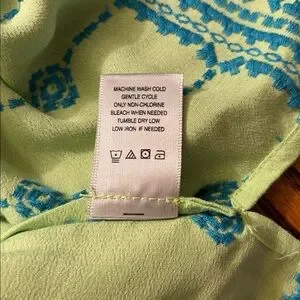 MACHINE WASH COLD
GENTLE CYCLE
ONLY NON-CHLORINE
BLEACH WHEN NEEDED
TUMBLE DRY LOW
LOW IRON IF NEEDED